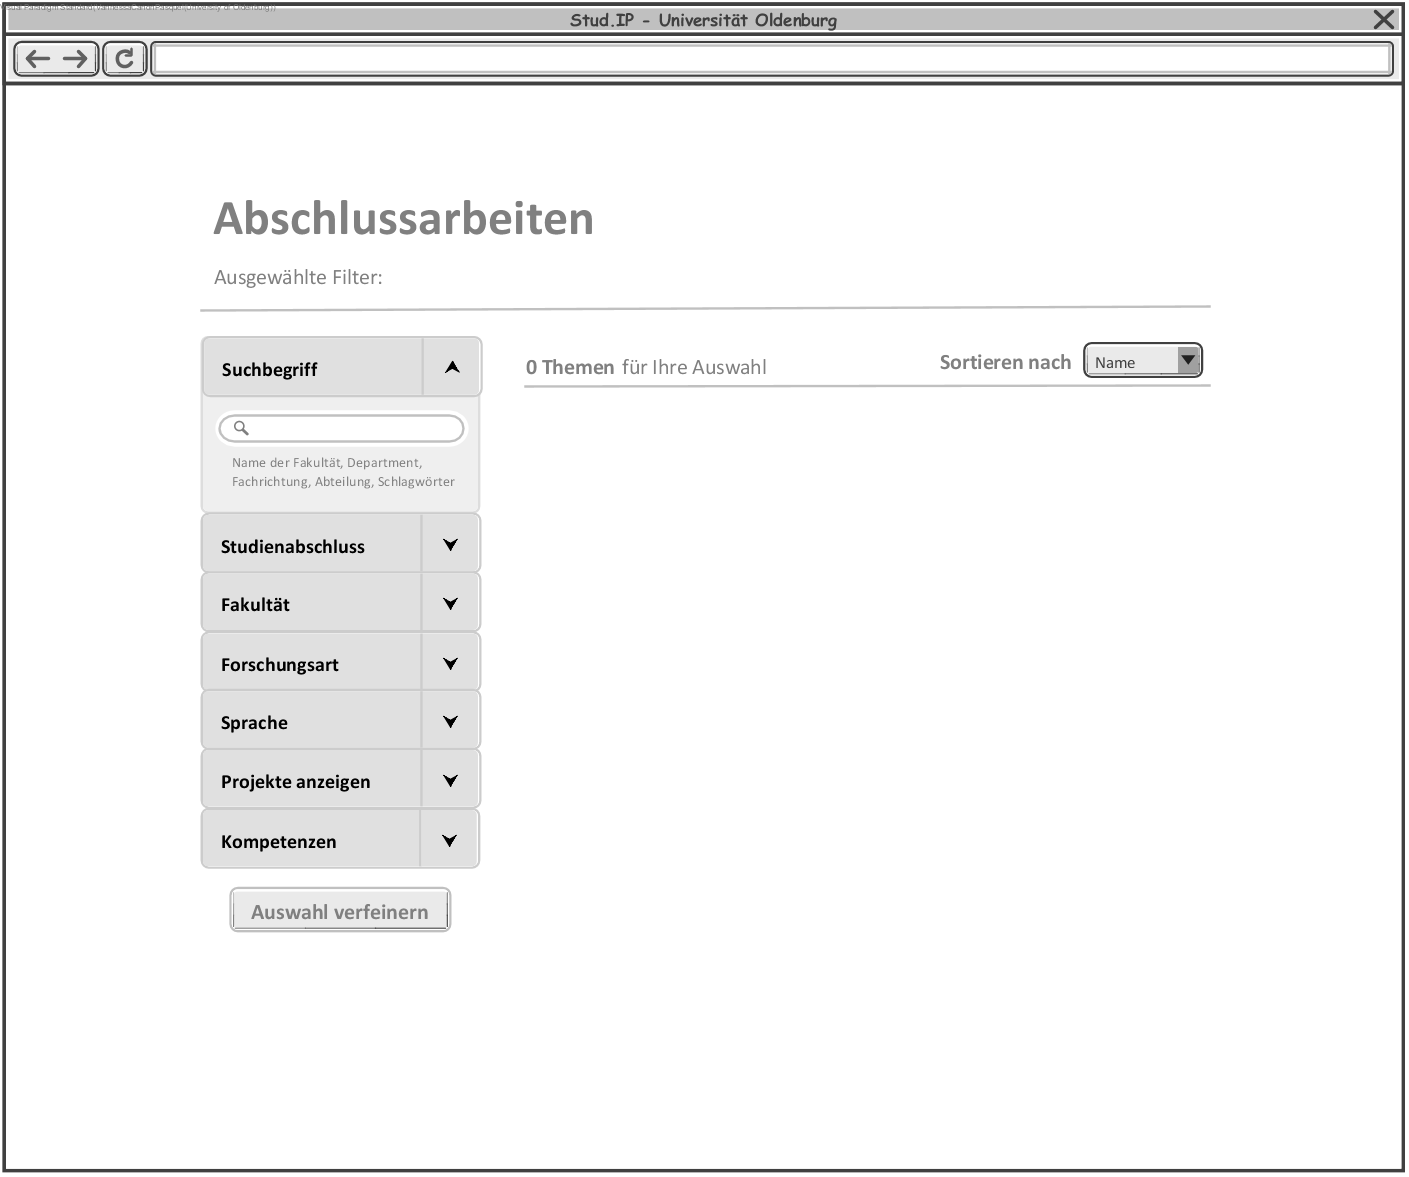 Stud.IP - Universität Oldenburg
Abschlussarbeiten
Ausgewählte Filter:
Suchbegriff
0 Themen für Ihre Auswahl
Sortieren nach
Name
Name der Fakultät, Department,
Fachrichtung, Abteilung, Schlagwörter
Studienabschluss
Fakultät
Forschungsart
Sprache
Projekte anzeigen
Kompetenzen
Auswahl verfeinern